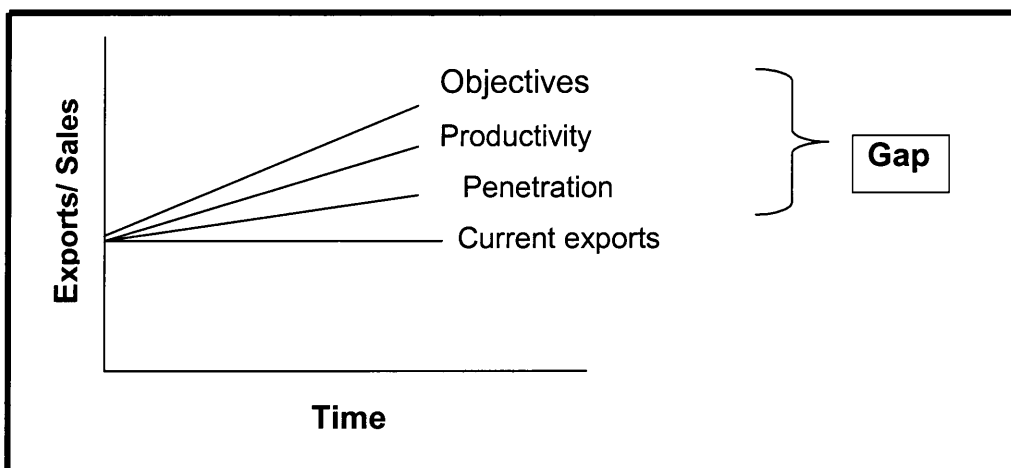 Objectives
Productivity
Penetration
Current exports
Gap
Exports/ Sales
Time